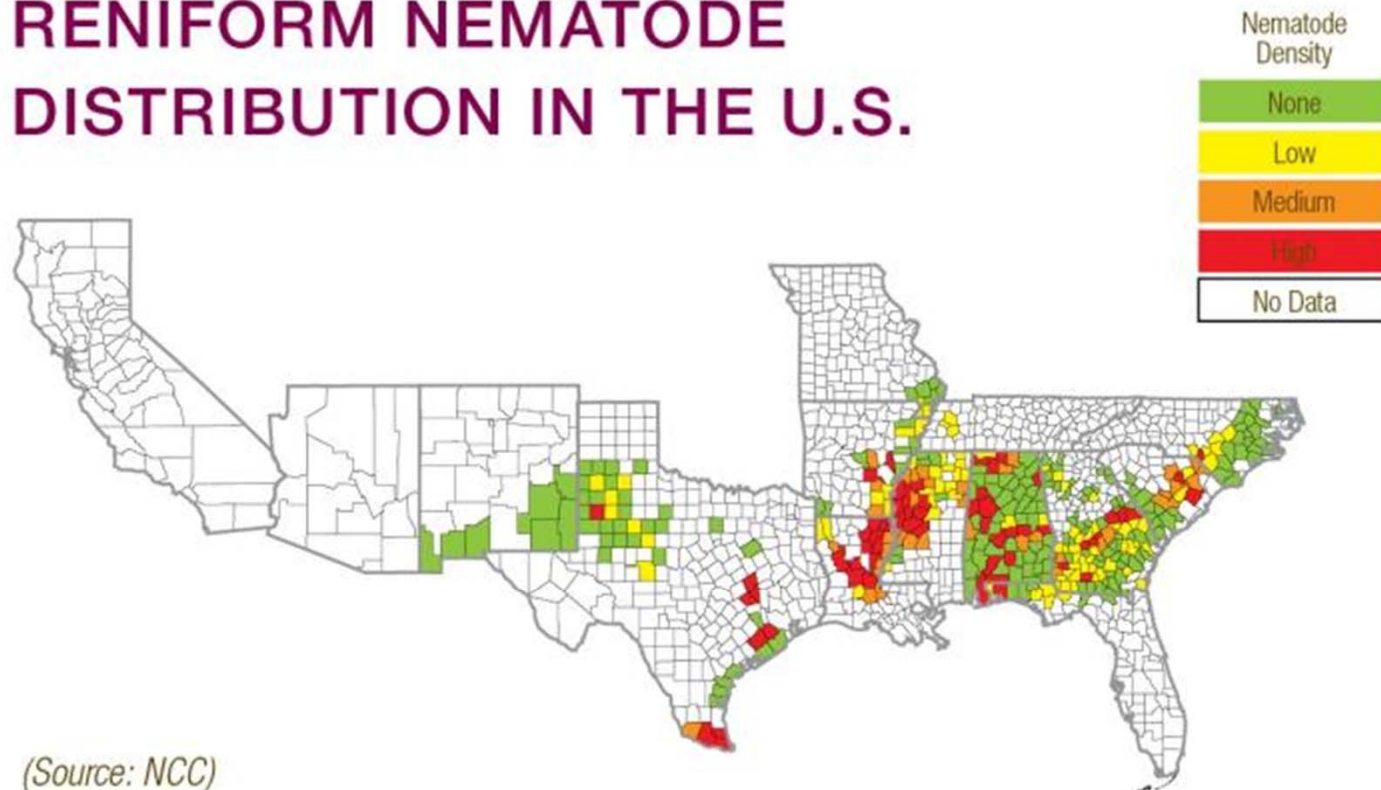 RENIFORM NEMATODE
DISTRIBUTION IN THE U.S.
Nematode
Density
None
Low
Medium
High
No Data
(Source: NCC)